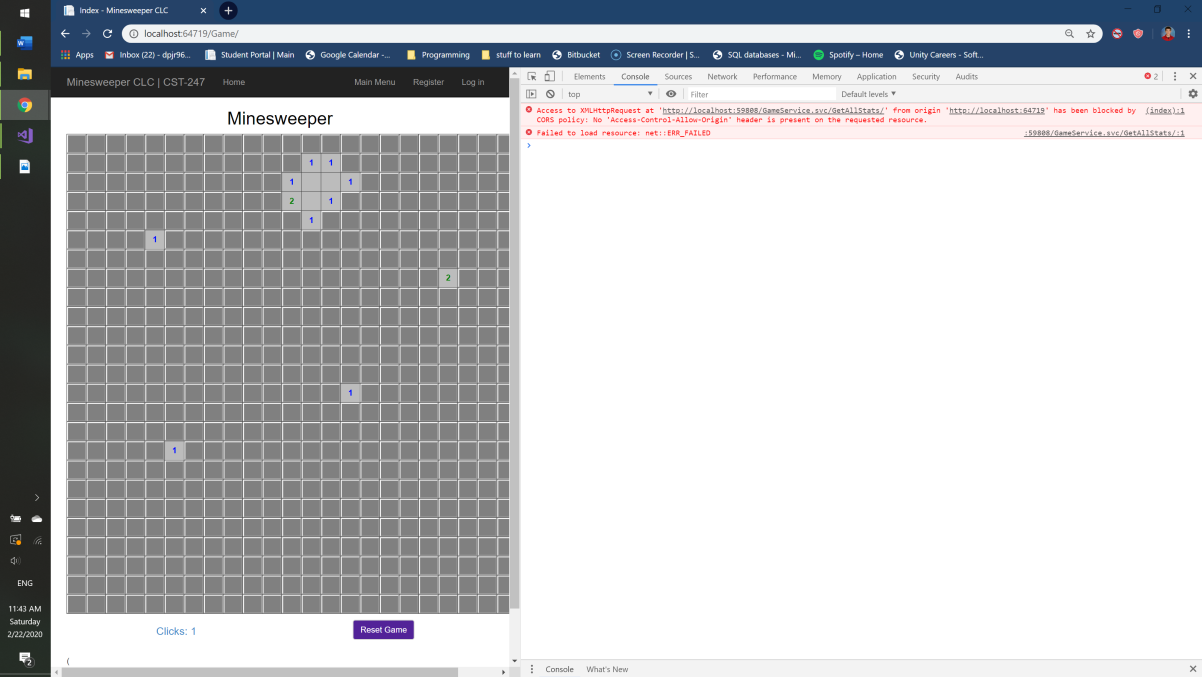 Index - Minesweeper CLC
localhost:64719/Game/
Apps
Inbox (22) - dpjr96...
Student Portal | Main
Google Calendar -...
Programming
stuff to learn
Bitbucket
Screen Recorder | S...
SQL databases - Mi...
Spotify – Home
Unity Careers - Soft...
Minesweeper CLC | CST-247
Home
Main Menu
Register
Log in
Minesweeper
1 1
1 1
2 1
1
1
2
1
1
Clicks: 1
Reset Game
(
Elements
Console
Sources
Network
Performance
Memory
Application
Security
Audits
2
top
Filter
Default levels
Access to XMLHttpRequest at 'http://localhost:59808/GameService.svc/GetAllStats/' from origin 'http://localhost:64719' has been blocked by (index):1
CORS policy: No 'Access-Control-Allow-Origin' header is present on the requested resource.
Failed to load resource: net::ERR_FAILED :59808/GameService.svc/GetAllStats/:1
Console
What's New
ENG
11:43 AM
Saturday
2/22/2020
2